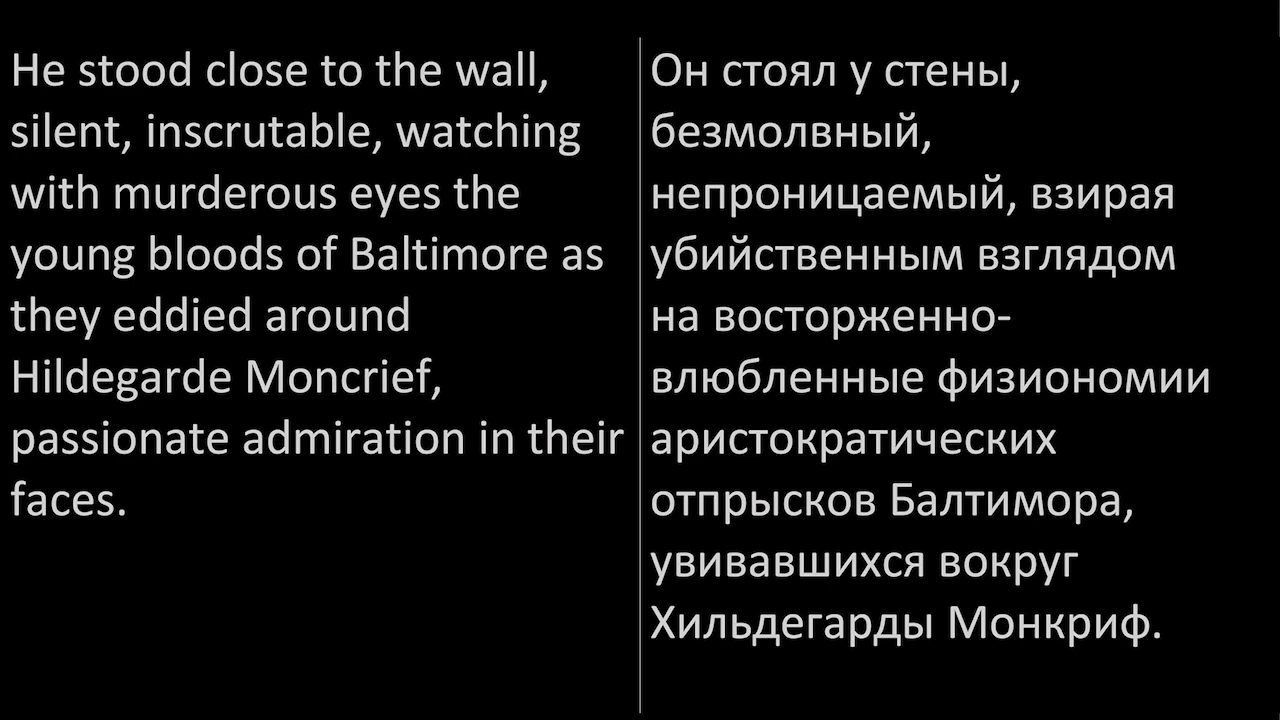 He stood close to the wall,
silent, inscrutable, watching
with murderous eyes the
young bloods of Baltimore as
they eddied around
Hildegarde Moncrief,
passionate admiration in their
faces.
Он стоял у стены,
безмолвный,
непроницаемый, взирая
убийственным взглядом
на восторженно-
влюбленные физиономии
аристократических
отпрысков Балтимора,
увивавшихся вокруг
Хильдегарды Монкриф.